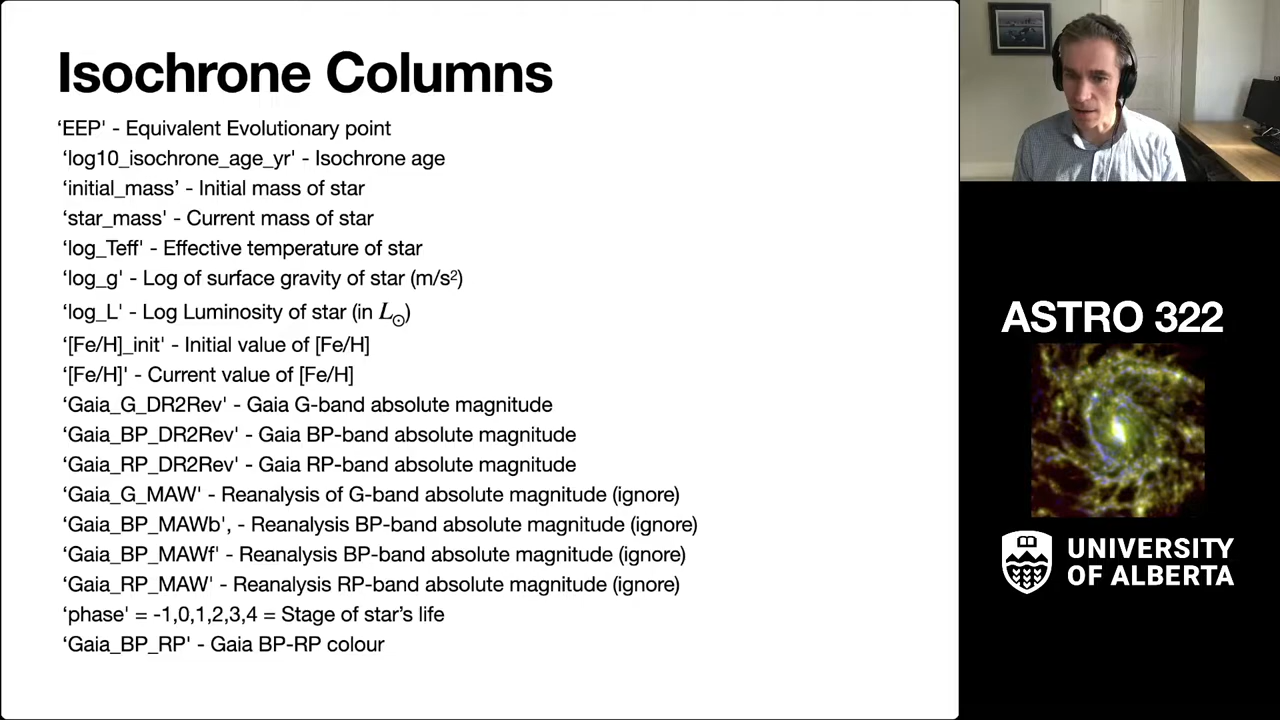 Isochrone Columns
‘EEP' - Equivalent Evolutionary point
‘log10_isochrone_age_yr' - Isochrone age
‘initial_mass’ - Initial mass of star
‘star_mass' - Current mass of star
‘log_Teff' - Effective temperature of star
‘log_g' - Log of surface gravity of star (m/s²)
‘log_L' - Log Luminosity of star (in L☉)
‘[Fe/H]_init' - Initial value of [Fe/H]
‘[Fe/H]' - Current value of [Fe/H]
‘Gaia_G_DR2Rev' - Gaia G-band absolute magnitude
‘Gaia_BP_DR2Rev' - Gaia BP-band absolute magnitude
‘Gaia_RP_DR2Rev' - Gaia RP-band absolute magnitude
‘Gaia_G_MAW' - Reanalysis of G-band absolute magnitude (ignore)
‘Gaia_BP_MAWb', - Reanalysis BP-band absolute magnitude (ignore)
‘Gaia_BP_MAWf' - Reanalysis BP-band absolute magnitude (ignore)
‘Gaia_RP_MAW' - Reanalysis RP-band absolute magnitude (ignore)
‘phase' = -1,0,1,2,3,4 = Stage of star’s life
‘Gaia_BP_RP' - Gaia BP-RP colour
ASTRO 322
UNIVERSITY
OF ALBERTA